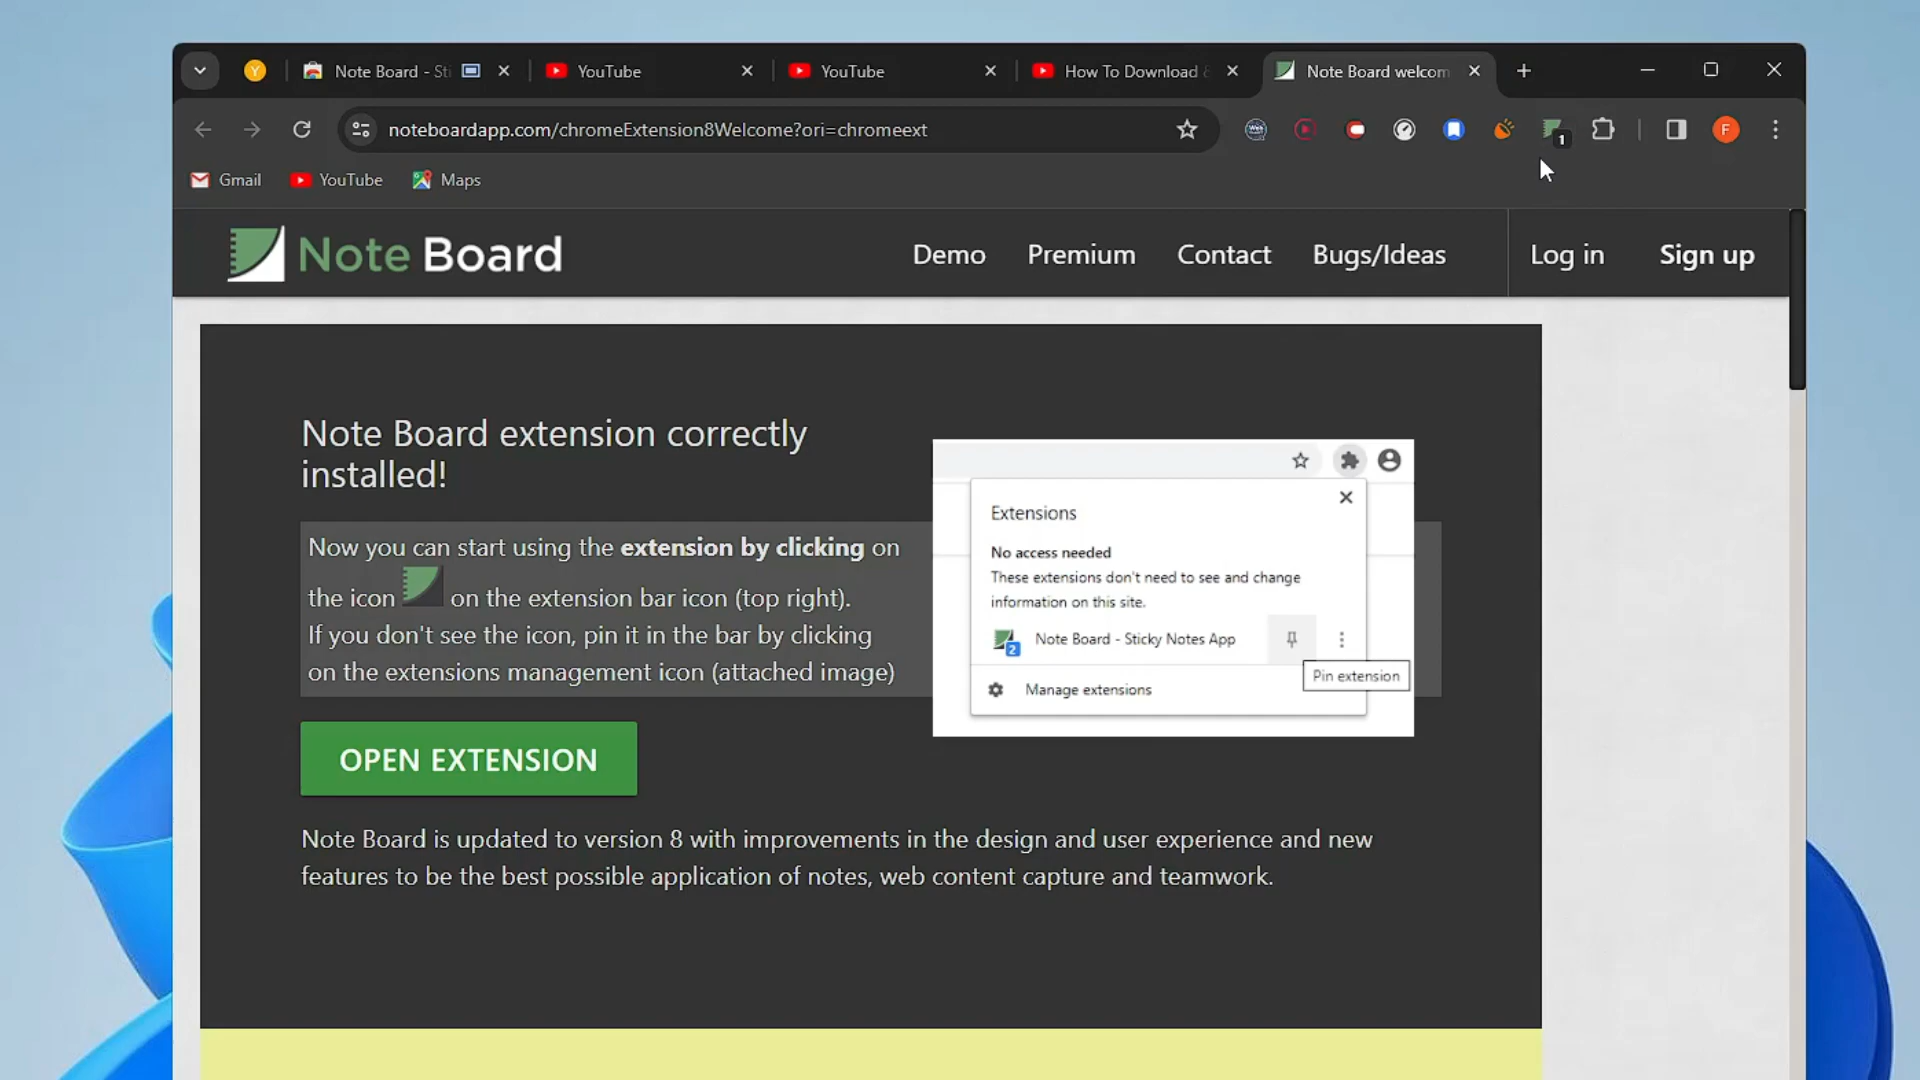 Y
Note Board - Sti
YouTube
YouTube
How To Download &
Note Board welcom
noteboardapp.com/chromeExtension8Welcome?ori=chromeext
Web
1
F
Gmail
YouTube
Maps
Note Board
Demo
Premium
Contact
Bugs/Ideas
Log in
Sign up
Note Board extension correctly
installed!
Now you can start using the extension by clicking on
the icon on the extension bar icon (top right).
If you don't see the icon, pin it in the bar by clicking
on the extensions management icon (attached image)
Extensions
No access needed
These extensions don't need to see and change
information on this site.
2
Note Board - Sticky Notes App
Pin extension
Manage extensions
OPEN EXTENSION
Note Board is updated to version 8 with improvements in the design and user experience and new
features to be the best possible application of notes, web content capture and teamwork.